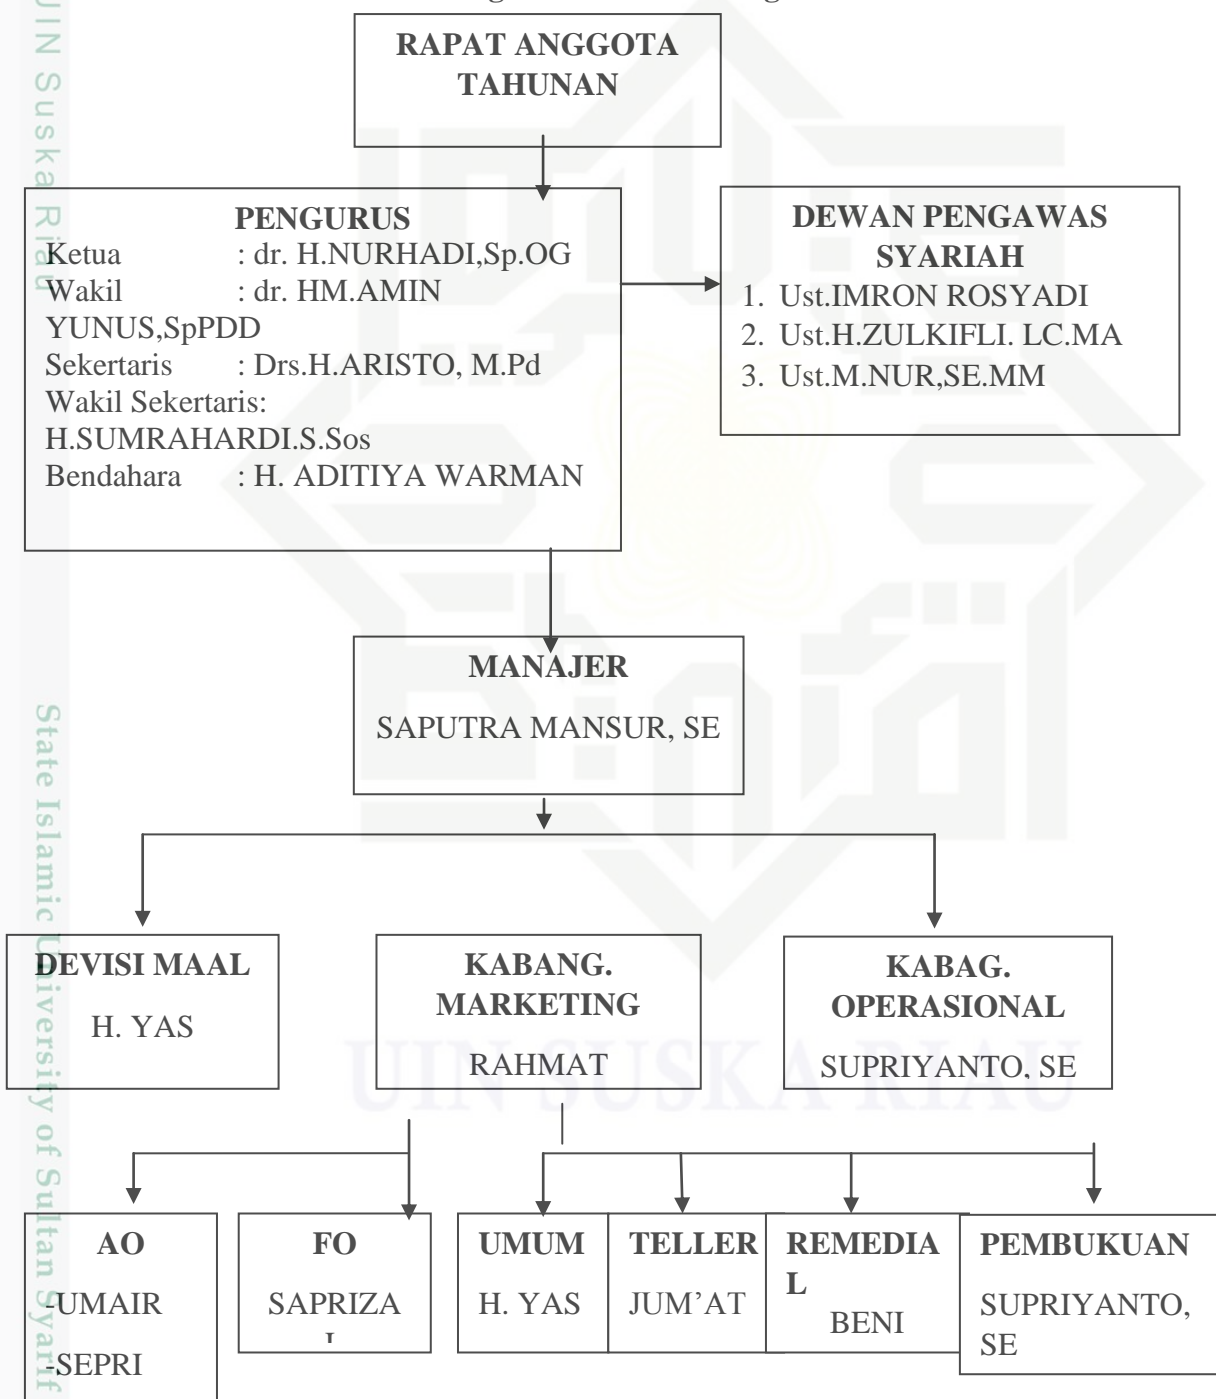 RAPAT ANGGOTA
TAHUNAN
PENGURUS
Ketua : dr. H.NURHADI,Sp.OG
Wakil : dr. HM.AMIN
YUNUS,SpPDD
Sekertaris : Drs.H.ARISTO, M.Pd
Wakil Sekertaris:
H.SUMRAHARDI.S.Sos
Bendahara : H. ADITIYA WARMAN
DEWAN PENGAWAS
SYARIAH
1. Ust.IMRON ROSYADI
2. Ust.H.ZULKIFLI. LC.MA
3. Ust.M.NUR,SE.MM
MANAJER
SAPUTRA MANSUR, SE
DEVISI MAAL
H. YAS
KABANG.
MARKETING
RAHMAT
KABAG.
OPERASIONAL
SUPRIYANTO, SE
AO
-UMAIR
-SEPRI
FO
SAPRIZA
UMUM
H. YAS
TELLER
JUM’AT
REMEDIA
L
BENI
PEMBUKUAN
SUPRIYANTO,
SE
UIN SUSKA RIAU
UIN Suska Riau
State Islamic University of Sultan Syarif